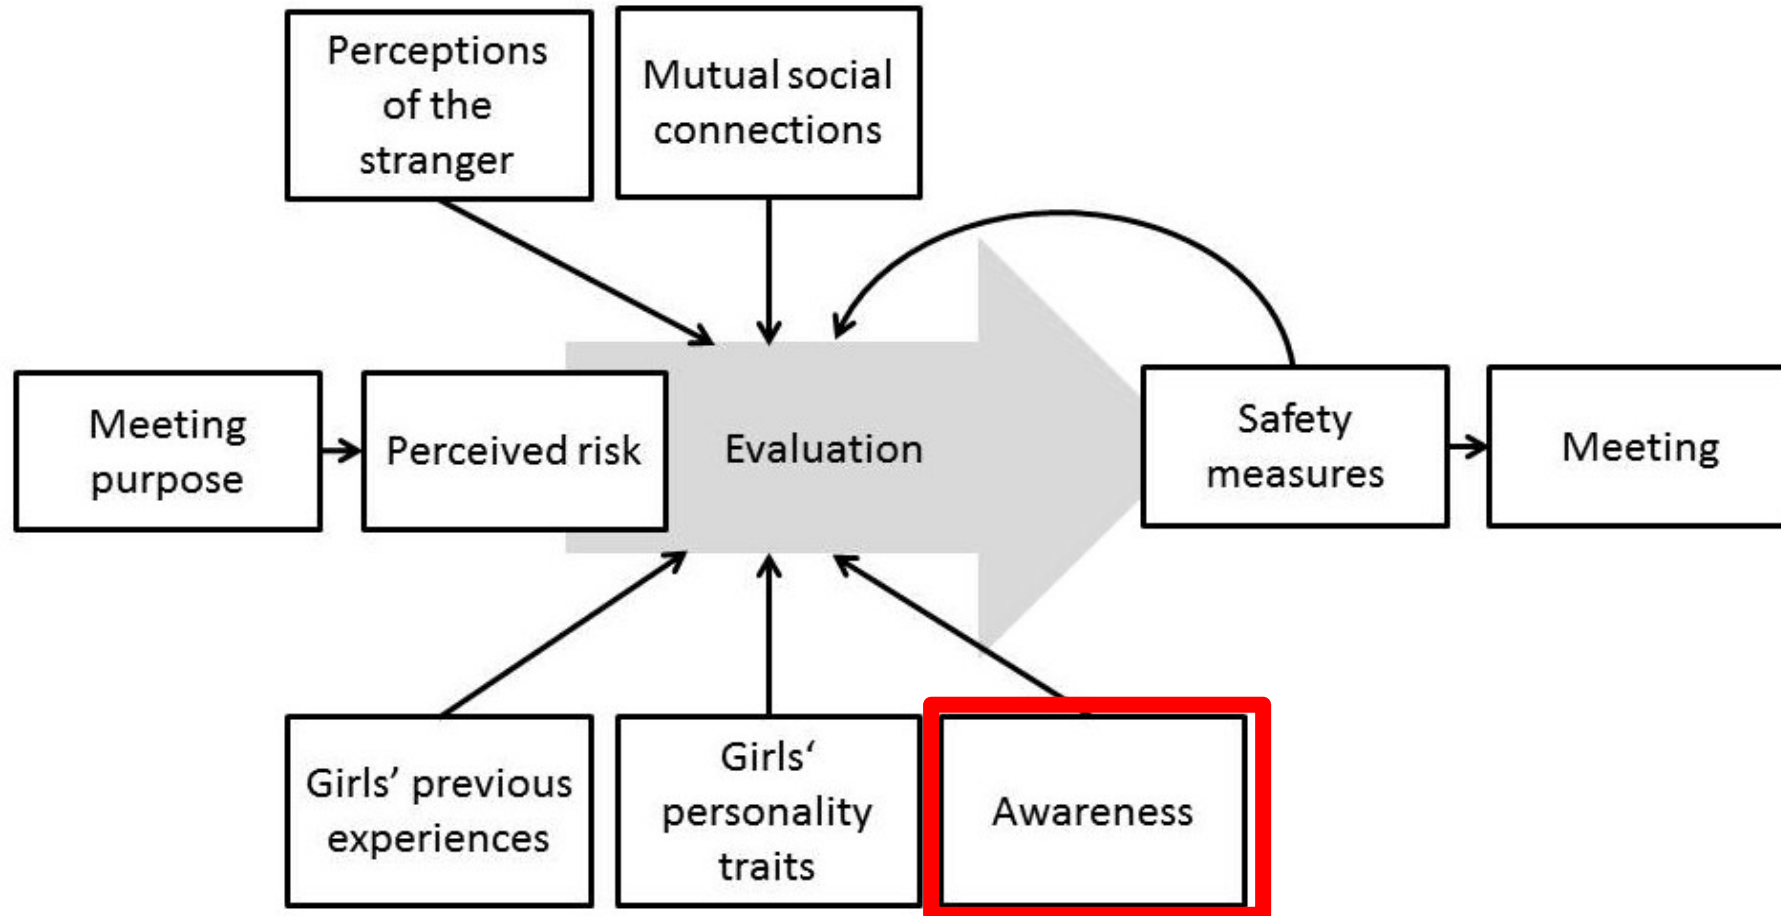 Perceptions
of the
stranger
Mutual social
connections
Meeting
purpose
Perceived risk
Evaluation
Safety
measures
Meeting
Girls’ previous
experiences
Girls‘
personality
traits
Awareness